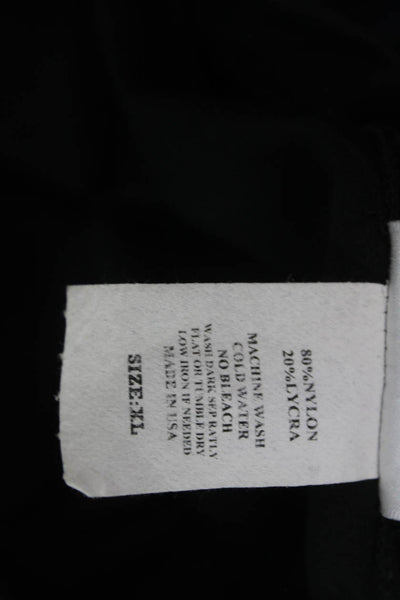 80%NYLON
20%LYCRA
MACHINE WASH
COLD WATER
NO BLEACH
WASH DARK SEPRATLY
FLAT OR TUMBLE DRY
LOW IRON IF NEEDED
MADE IN USA
SIZE:XL